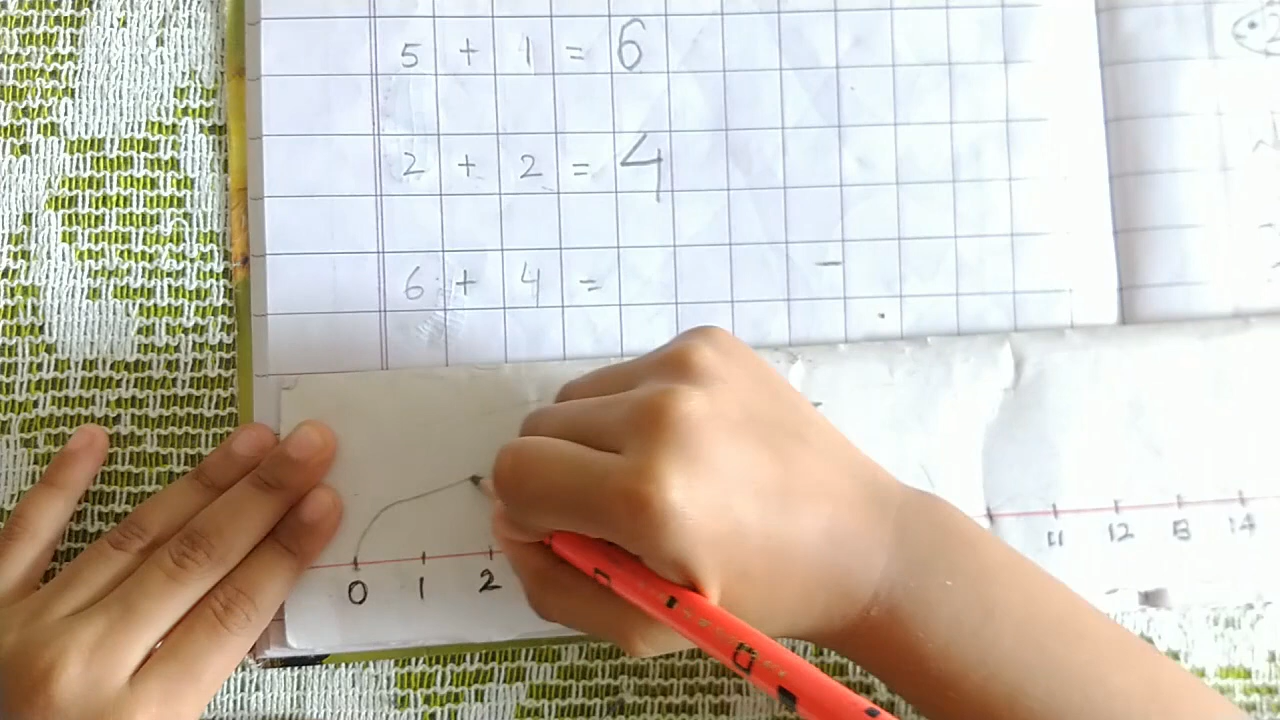 5 + 1 = 6
2 + 2 = 4
6 + 4 =
0 1 2 11 12 13 14